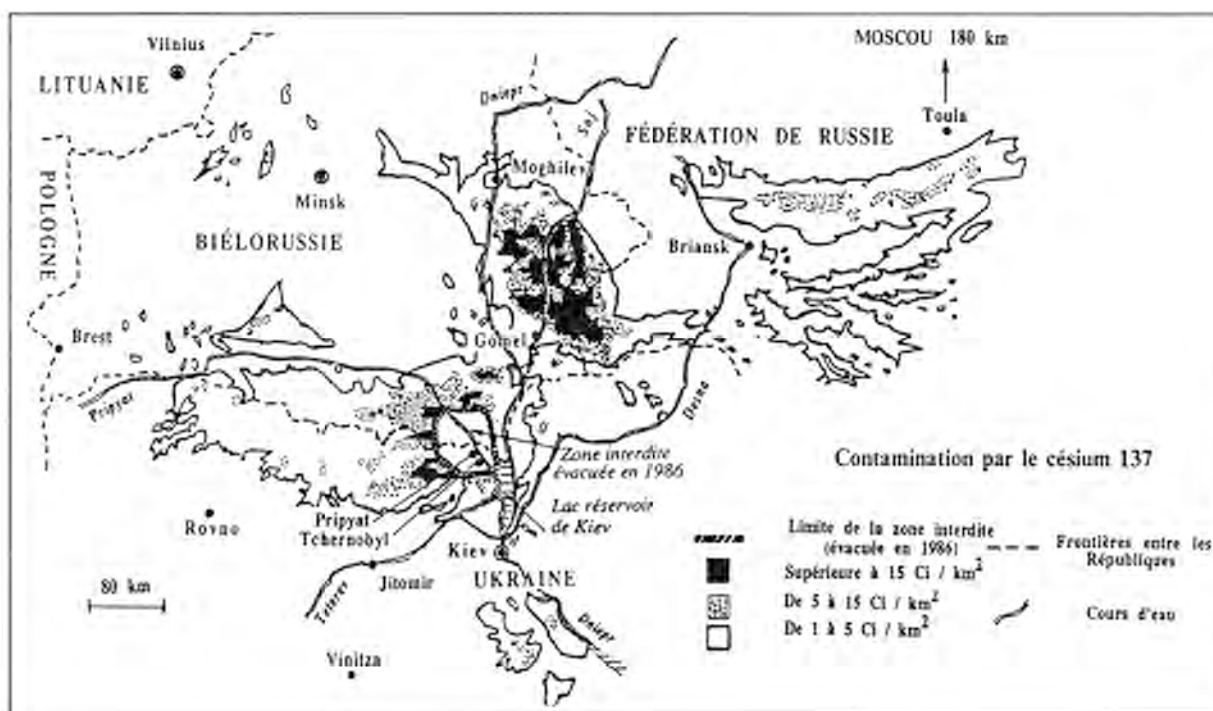 Vilnius
LITUANIE
MOSCOU 180 km
Toula
Dniepr
Soj
FÉDÉRATION DE RUSSIE
Moghilev
POLOGNE
Minsk
BIÉLORUSSIE
Briansk
Brest
Gomel
Pripyat
Desna
Zone interdite
évacuée en 1986
Contamination par le césium 137
Lac réservoir
de Kiev
Rovno
Pripyat
Tchernobyl
Kiev
Limite de la zone interdite
(évacuée en 1986)
Frontières entre les
Républiques
Supérieure à 15 Ci / km²
80 km
Jitomir
UKRAINE
De 5 à 15 Ci / km²
Cours d'eau
De 1 à 5 Ci / km²
Dniepr
Vinitza